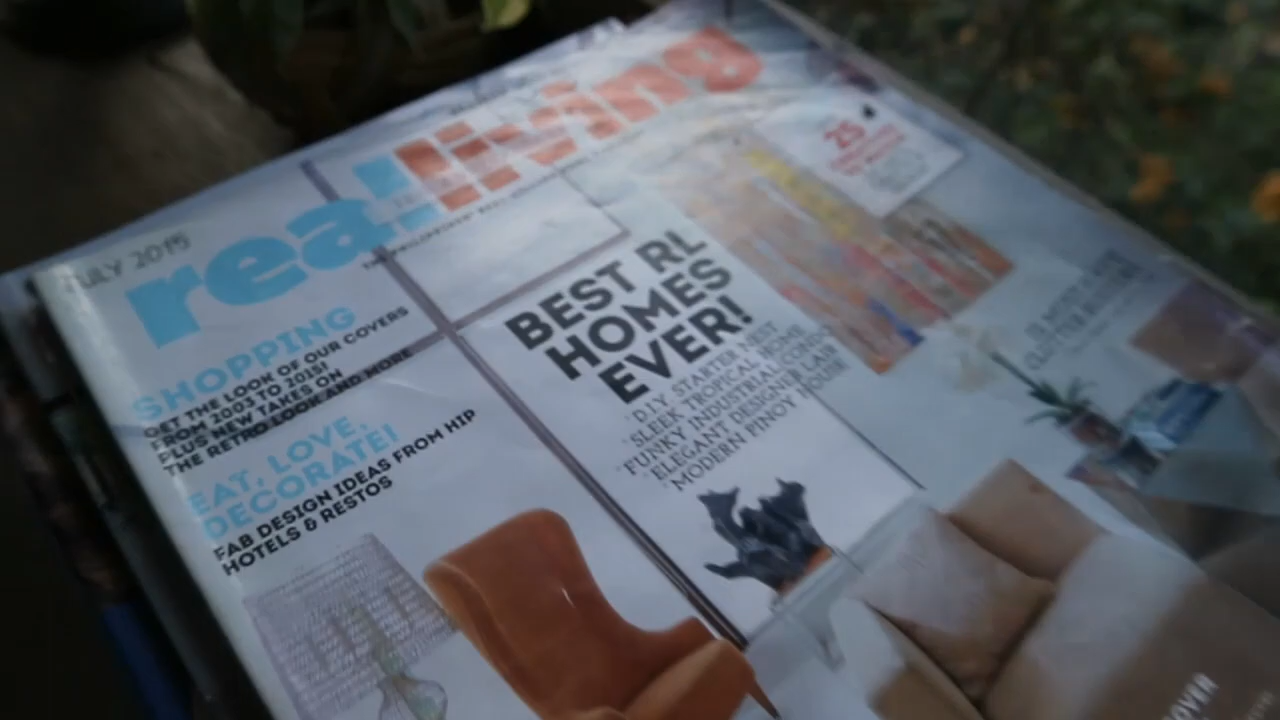 JULY 2015
real living
25
SHOPPING
GET THE LOOK OF OUR COVERS
FROM 2003 TO 2015!
PLUS NEW TAKES ON
THE RETRO LOOK AND MORE
EAT, LOVE,
DECORATE!
FAB DESIGN IDEAS FROM HIP
HOTELS & RESTOS
BEST RL
HOMES
EVER!
DIY STARTER NEST
SLEEK TROPICAL HOME
FUNKY INDUSTRIAL CONDO
ELEGANT DESIGNER LAIR
MODERN PINOY HOUSE